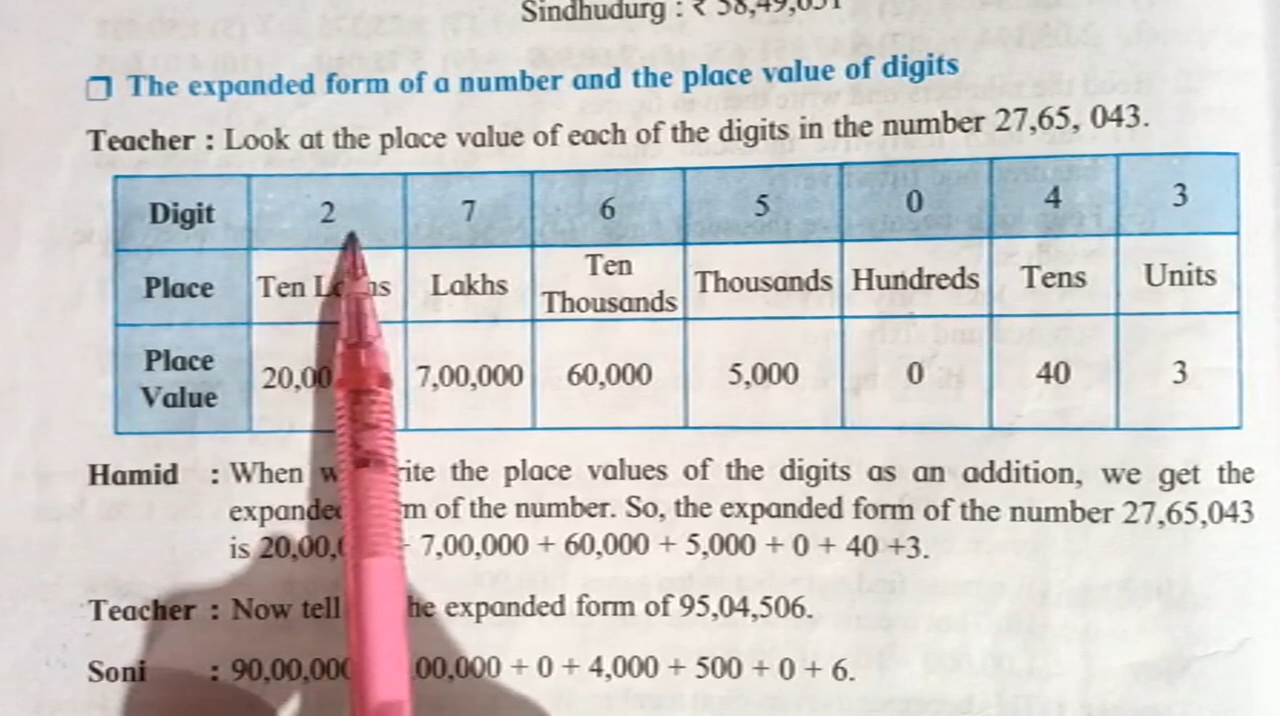 Sindhudurg : ₹
The expanded form of a number and the place value of digits
Teacher : Look at the place value of each of the digits in the number 27,65, 043.
Digit 2 7 6 5 0 4 3
Place Ten Lakhs Lakhs Ten Thousands Thousands Hundreds Tens Units
Place Value 7,00,000 60,000 5,000 0 40 3
Hamid : When write the place values of the digits as an addition, we get the
expanded of the number. So, the expanded form of the number 27,65,043
is 7,00,000 + 60,000 + 5,000 + 0 + 40 +3.
Teacher : Now tell the expanded form of 95,04,506.
Soni : + 0 + 4,000 + 500 + 0 + 6.